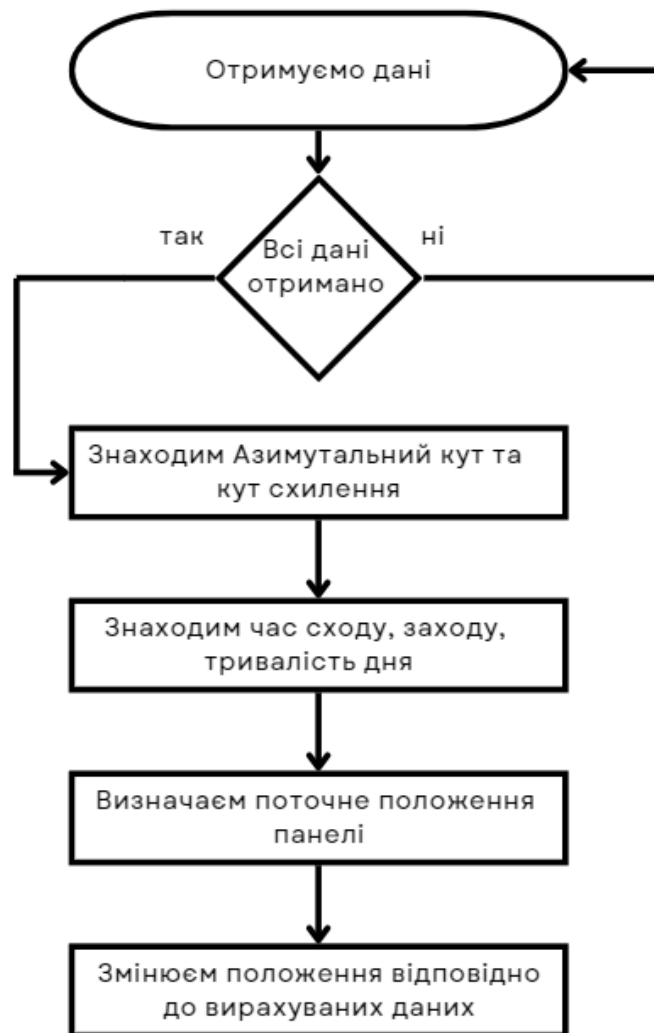 Отримуємо дані
так
ні
Всі дані
отримано
Знаходим Азимутальний кут та
кут схилення
Знаходим час сходу, заходу,
тривалість дня
Визначаєм поточне положення
панелі
Змінюєм положення відповідно
до вирахуваних даних